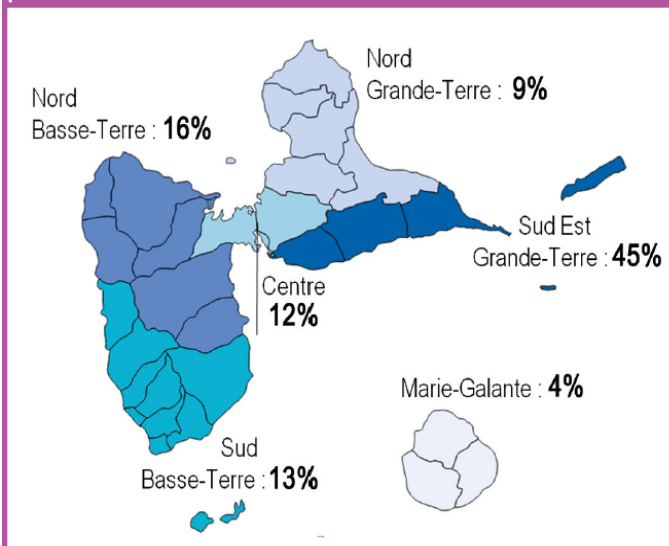 Nord
Grande-Terre : 9%
Nord
Basse-Terre : 16%
Sud Est
Grande-Terre : 45%
Centre
12%
Marie-Galante : 4%
Sud
Basse-Terre : 13%